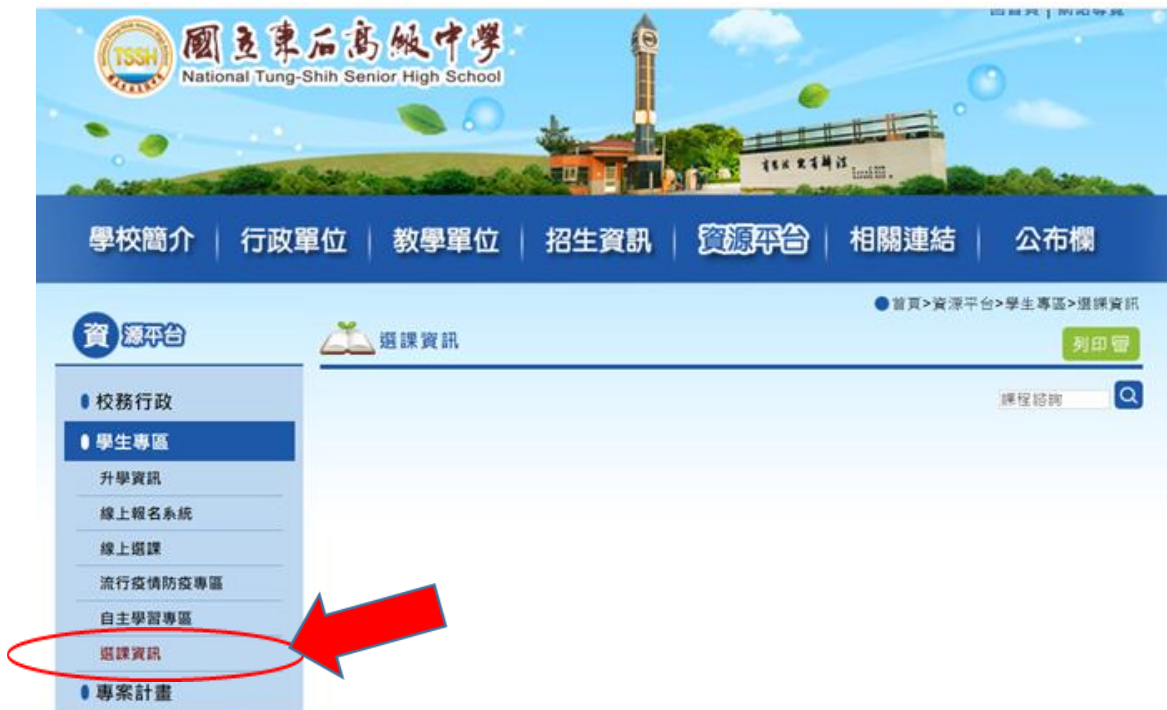 TSSH
國立東石高級中學
National Tung-Shih Senior High School
學校簡介 | 行政單位 | 教學單位 | 招生資訊 | 資源平台 | 相關連結 | 公布欄
●首頁>資源平台>學生專區>選課資訊
資源平台
選課資訊
列印
校務行政
課程諮詢
學生專區
升學資訊
線上報名系統
線上選課
流行疫情防疫專區
自主學習專區
選課資訊
專案計畫